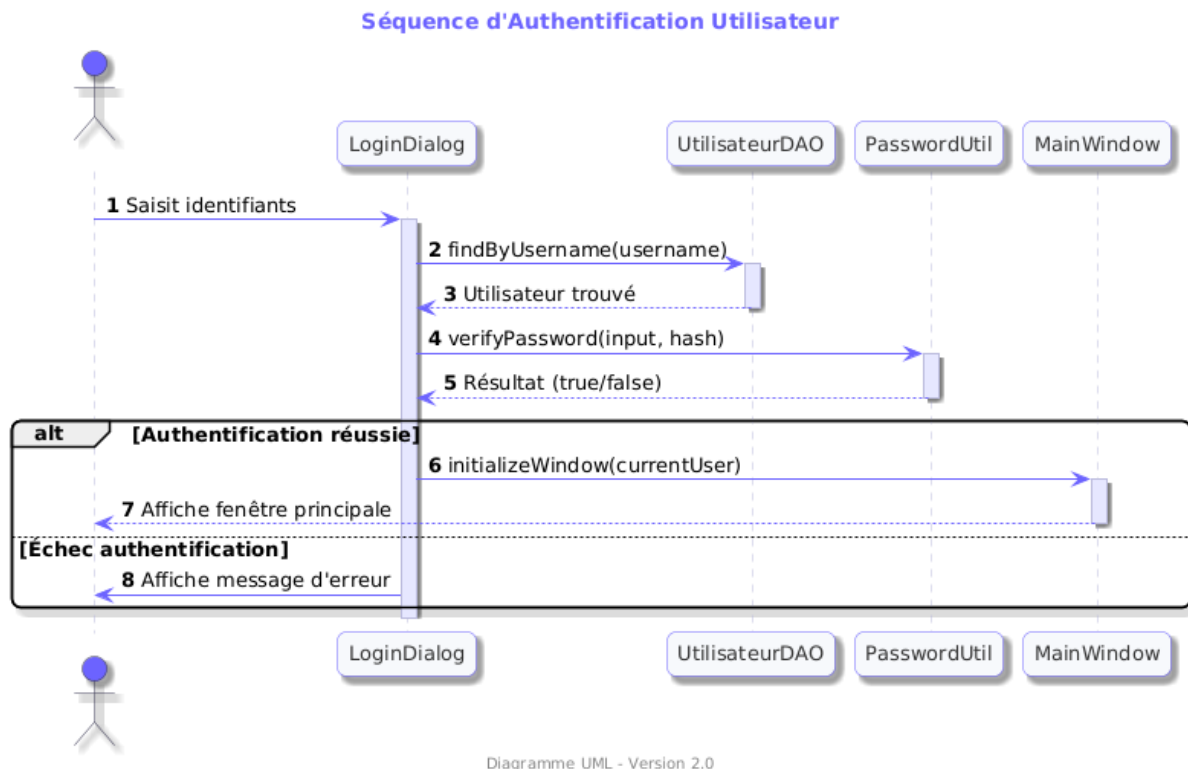 Séquence d'Authentification Utilisateur
LoginDialog
UtilisateurDAO
PasswordUtil
MainWindow
1 Saisit identifiants
2 findByUsername(username)
3 Utilisateur trouvé
4 verifyPassword(input, hash)
5 Résultat (true/false)
alt
[Authentification réussie]
6 initializeWindow(currentUser)
7 Affiche fenêtre principale
[Échec authentification]
8 Affiche message d'erreur
LoginDialog
UtilisateurDAO
PasswordUtil
MainWindow
Diagramme UML - Version 2.0